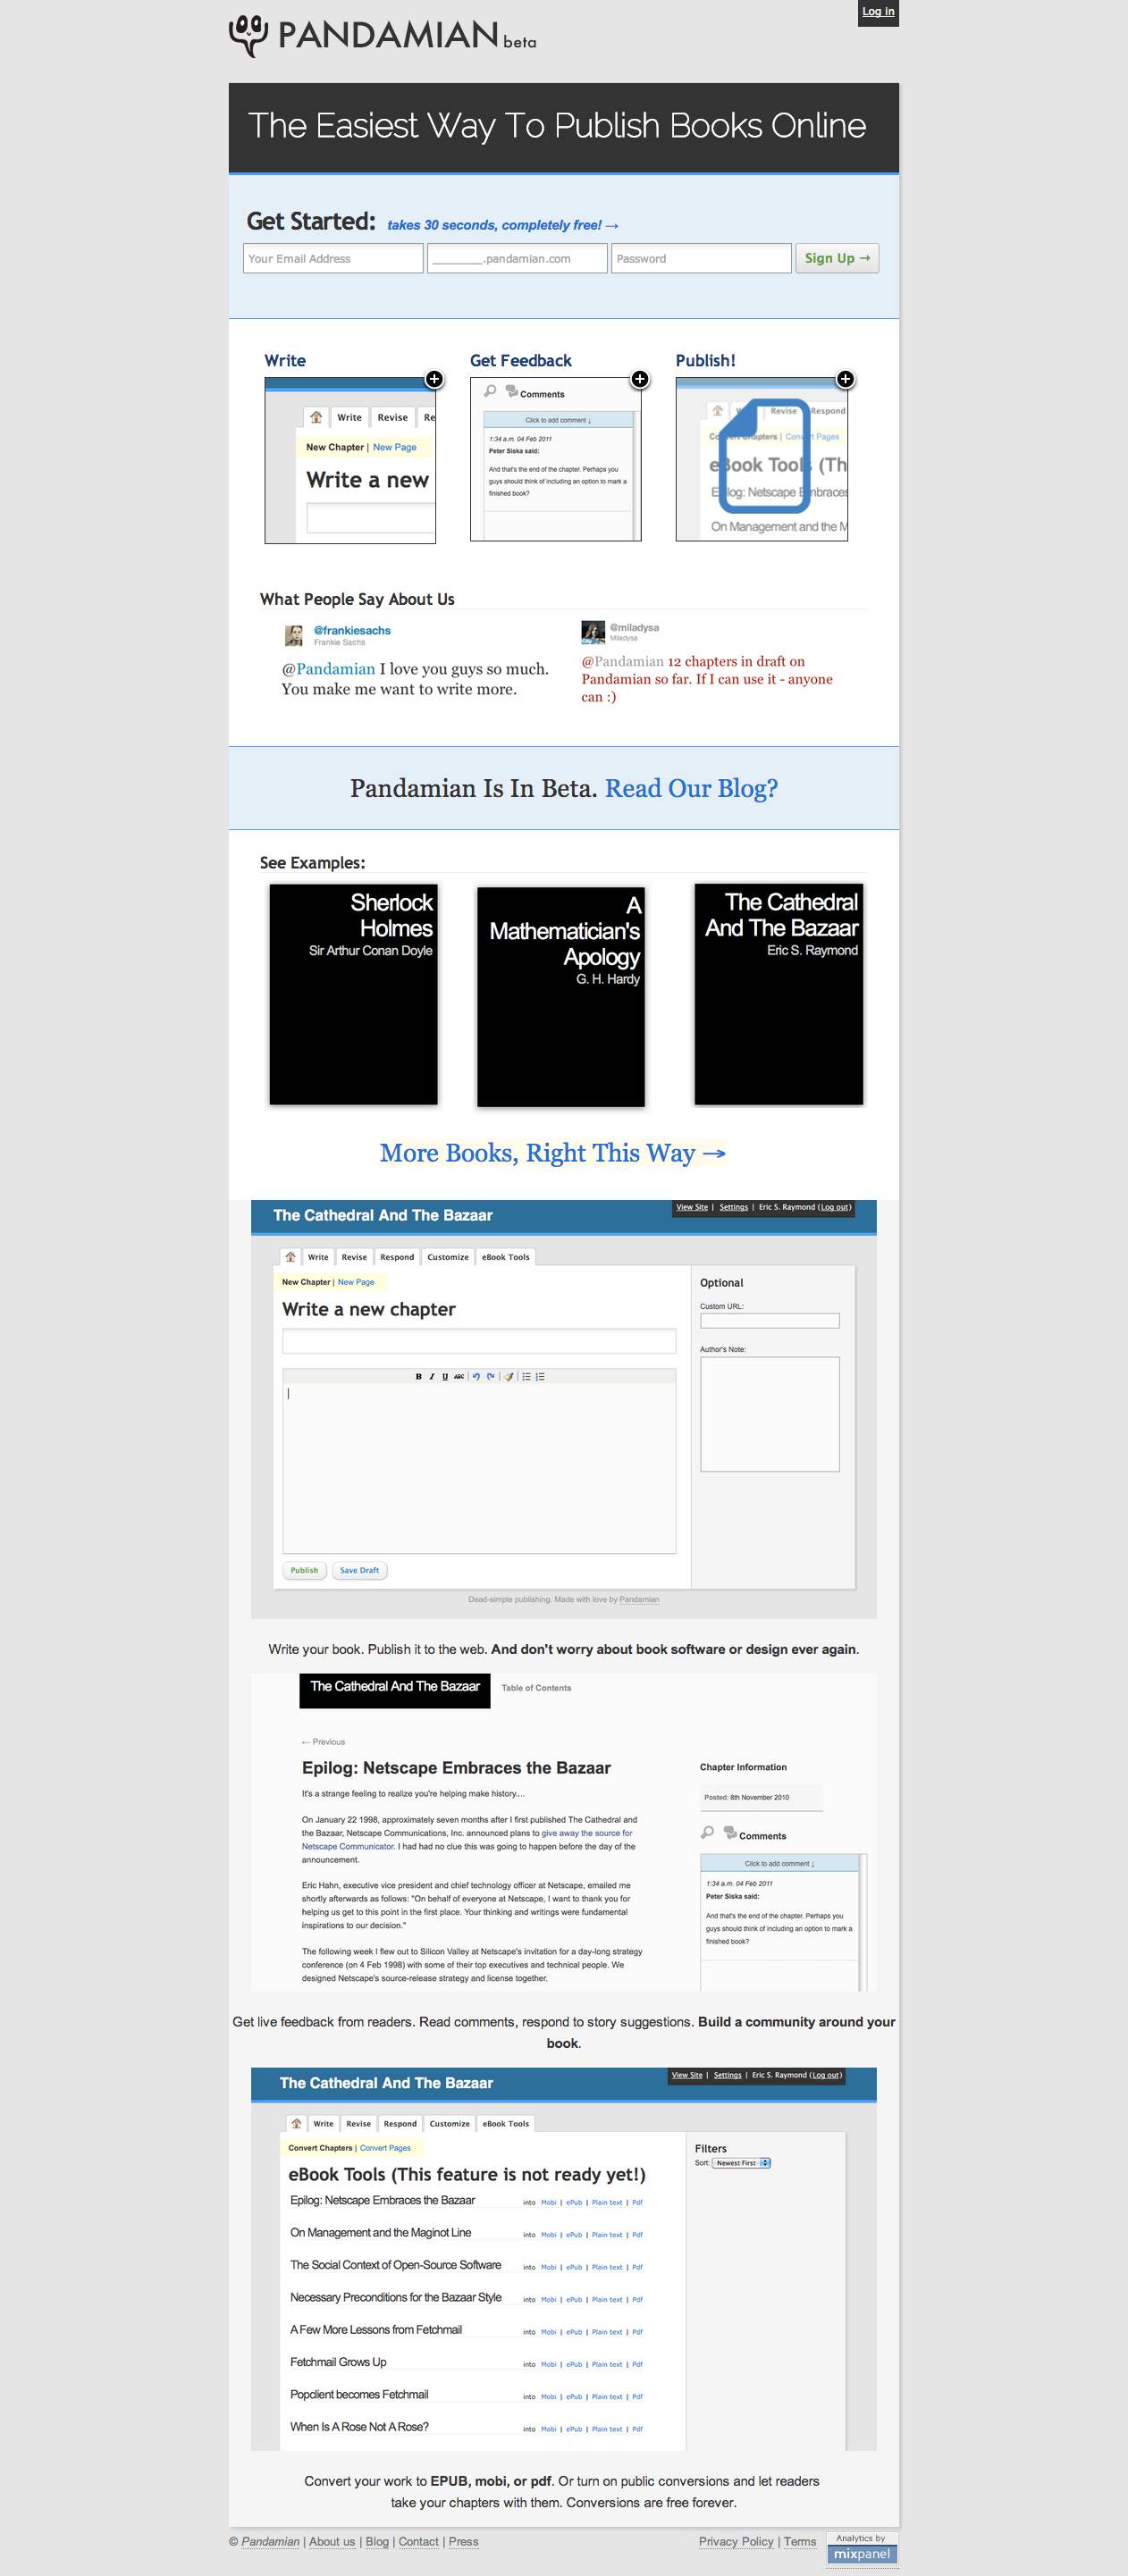 PANDAMIAN beta
Log in
The Easiest Way To Publish Books Online
Get Started: takes 30 seconds, completely free! →
Your Email Address
_______.pandamian.com
Password
Sign Up →
Write
Get Feedback
Publish!
Write
Revise
Re
New Chapter | New Page
Write a new
Comments
Click to add comment ↓
1:34 a.m. 04 Feb 2011
Peter Siska said:
And that's the end of the chapter. Perhaps you
guys should think of including an option to mark a
finished book?
Revise
Respond
Convert Chapters | Convert Pages
eBook Tools (Th
Epilog: Netscape Embraces
On Management and the M
What People Say About Us
@frankiesachs
Frankie Sachs
@Pandamian I love you guys so much.
You make me want to write more.
@miladysa
Miladysa
@Pandamian 12 chapters in draft on
Pandamian so far. If I can use it - anyone
can :)
Pandamian Is In Beta. Read Our Blog?
See Examples:
Sherlock
Holmes
Sir Arthur Conan Doyle
A
Mathematician's
Apology
G. H. Hardy
The Cathedral
And The Bazaar
Eric S. Raymond
More Books, Right This Way →
The Cathedral And The Bazaar
View Site | Settings | Eric S. Raymond (Log out)
Write
Revise
Respond
Customize
eBook Tools
New Chapter | New Page
Write a new chapter
Optional
Custom URL:
Author's Note:
B I U ABC
Publish
Save Draft
Dead-simple publishing. Made with love by Pandamian
Write your book. Publish it to the web. And don't worry about book software or design ever again.
The Cathedral And The Bazaar
Table of Contents
← Previous
Epilog: Netscape Embraces the Bazaar
It's a strange feeling to realize you're helping make history....
On January 22 1998, approximately seven months after I first published The Cathedral and
the Bazaar, Netscape Communications, Inc. announced plans to give away the source for
Netscape Communicator. I had had no clue this was going to happen before the day of the
announcement.
Eric Hahn, executive vice president and chief technology officer at Netscape, emailed me
shortly afterwards as follows: "On behalf of everyone at Netscape, I want to thank you for
helping us get to this point in the first place. Your thinking and writings were fundamental
inspirations to our decision."
The following week I flew out to Silicon Valley at Netscape's invitation for a day-long strategy
conference (on 4 Feb 1998) with some of their top executives and technical people. We
designed Netscape's source-release strategy and license together.
Chapter Information
Posted: 8th November 2010
Comments
Click to add comment ↓
1:34 a.m. 04 Feb 2011
Peter Siska said:
And that's the end of the chapter. Perhaps you
guys should think of including an option to mark a
finished book?
Get live feedback from readers. Read comments, respond to story suggestions. Build a community around your
book.
The Cathedral And The Bazaar
View Site | Settings | Eric S. Raymond (Log out)
Write
Revise
Respond
Customize
eBook Tools
Convert Chapters | Convert Pages
eBook Tools (This feature is not ready yet!)
Filters
Sort: Newest First
Epilog: Netscape Embraces the Bazaar into Mobi | ePub | Plain text | Pdf
On Management and the Maginot Line into Mobi | ePub | Plain text | Pdf
The Social Context of Open-Source Software into Mobi | ePub | Plain text | Pdf
Necessary Preconditions for the Bazaar Style into Mobi | ePub | Plain text | Pdf
A Few More Lessons from Fetchmail into Mobi | ePub | Plain text | Pdf
Fetchmail Grows Up into Mobi | ePub | Plain text | Pdf
Popclient becomes Fetchmail into Mobi | ePub | Plain text | Pdf
When Is A Rose Not A Rose? into Mobi | ePub | Plain text | Pdf
Convert your work to EPUB, mobi, or pdf. Or turn on public conversions and let readers
take your chapters with them. Conversions are free forever.
© Pandamian | About us | Blog | Contact | Press
Privacy Policy | Terms
Analytics by
mixpanel